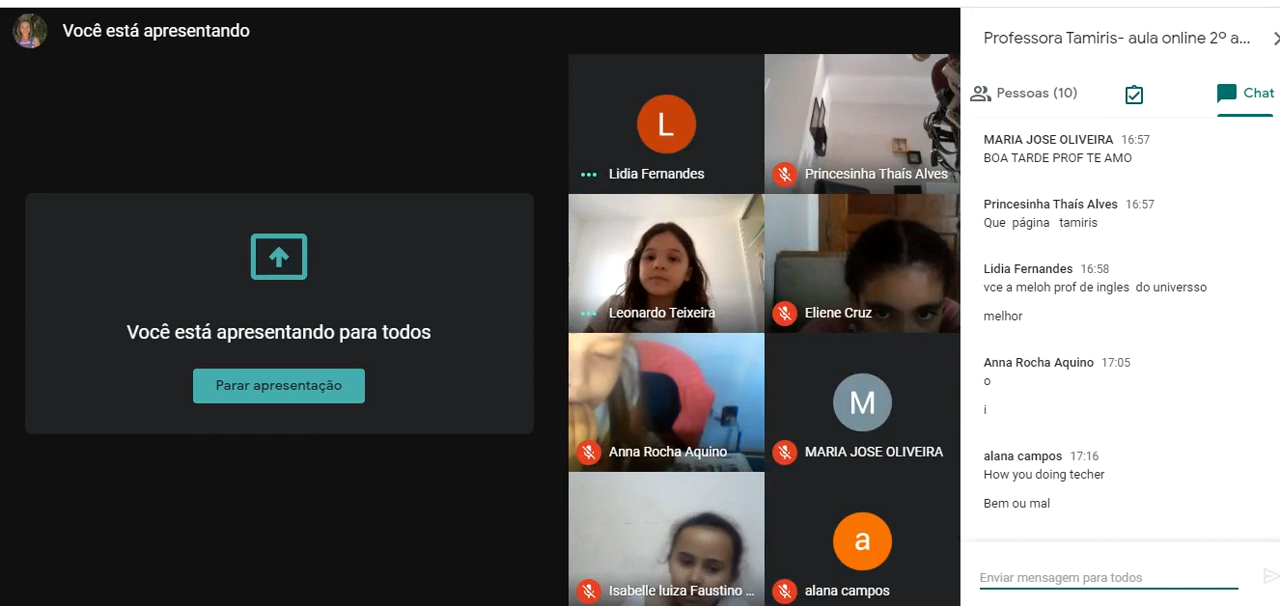 Você está apresentando
Você está apresentando para todos
Parar apresentação
L
Lidia Fernandes
Princesinha Thaís Alves
Leonardo Teixeira
Eliene Cruz
Anna Rocha Aquino
M
MARIA JOSE OLIVEIRA
Isabelle luiza Faustino ...
a
alana campos
Professora Tamiris- aula online 2º a...
Pessoas (10)
Chat
MARIA JOSE OLIVEIRA 16:57
BOA TARDE PROF TE AMO
Princesinha Thaís Alves 16:57
Que página tamiris
Lidia Fernandes 16:58
vce a meloh prof de ingles do universso
melhor
Anna Rocha Aquino 17:05
o
i
alana campos 17:16
How you doing techer
Bem ou mal
Enviar mensagem para todos